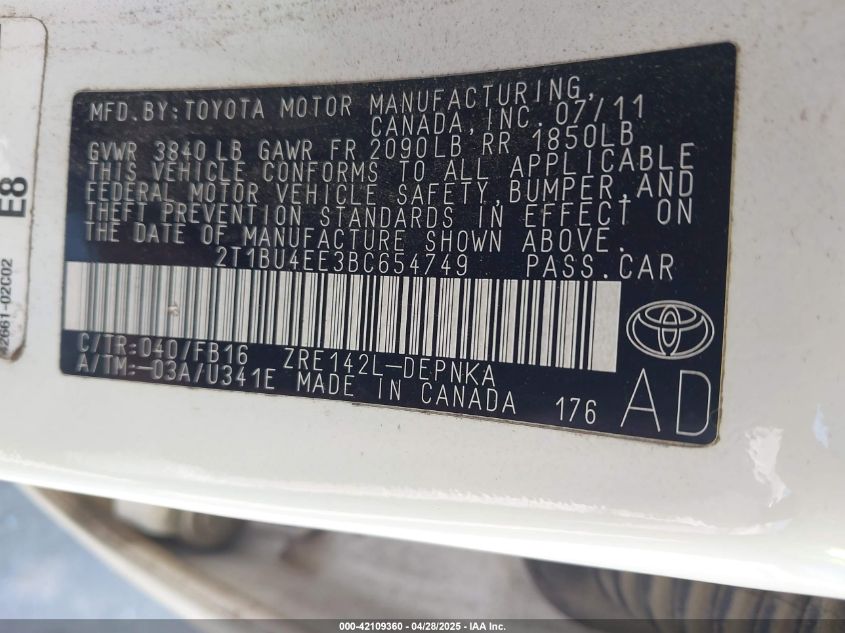 MFD.BY:TOYOTA MOTOR MANUFACTURING,
CANADA,INC. 07/11
GVWR 3840LB GAWR FR 2090LB RR 1850LB
THIS VEHICLE CONFORMS TO ALL APPLICABLE
FEDERAL MOTOR VEHICLE SAFETY,BUMPER,AND
THEFT PREVENTION STANDARDS IN EFFECT ON
THE DATE OF MANUFACTURE SHOWN ABOVE.
2T1BU4EE3BC654749 PASS.CAR
C/TR:040/FB16 ZRE142L-DEPNKA
A/TM:-03A/U341E MADE IN CANADA 176
AD
E8
42661-02C02
000-42109360 - 04/28/2025 - IAA Inc.